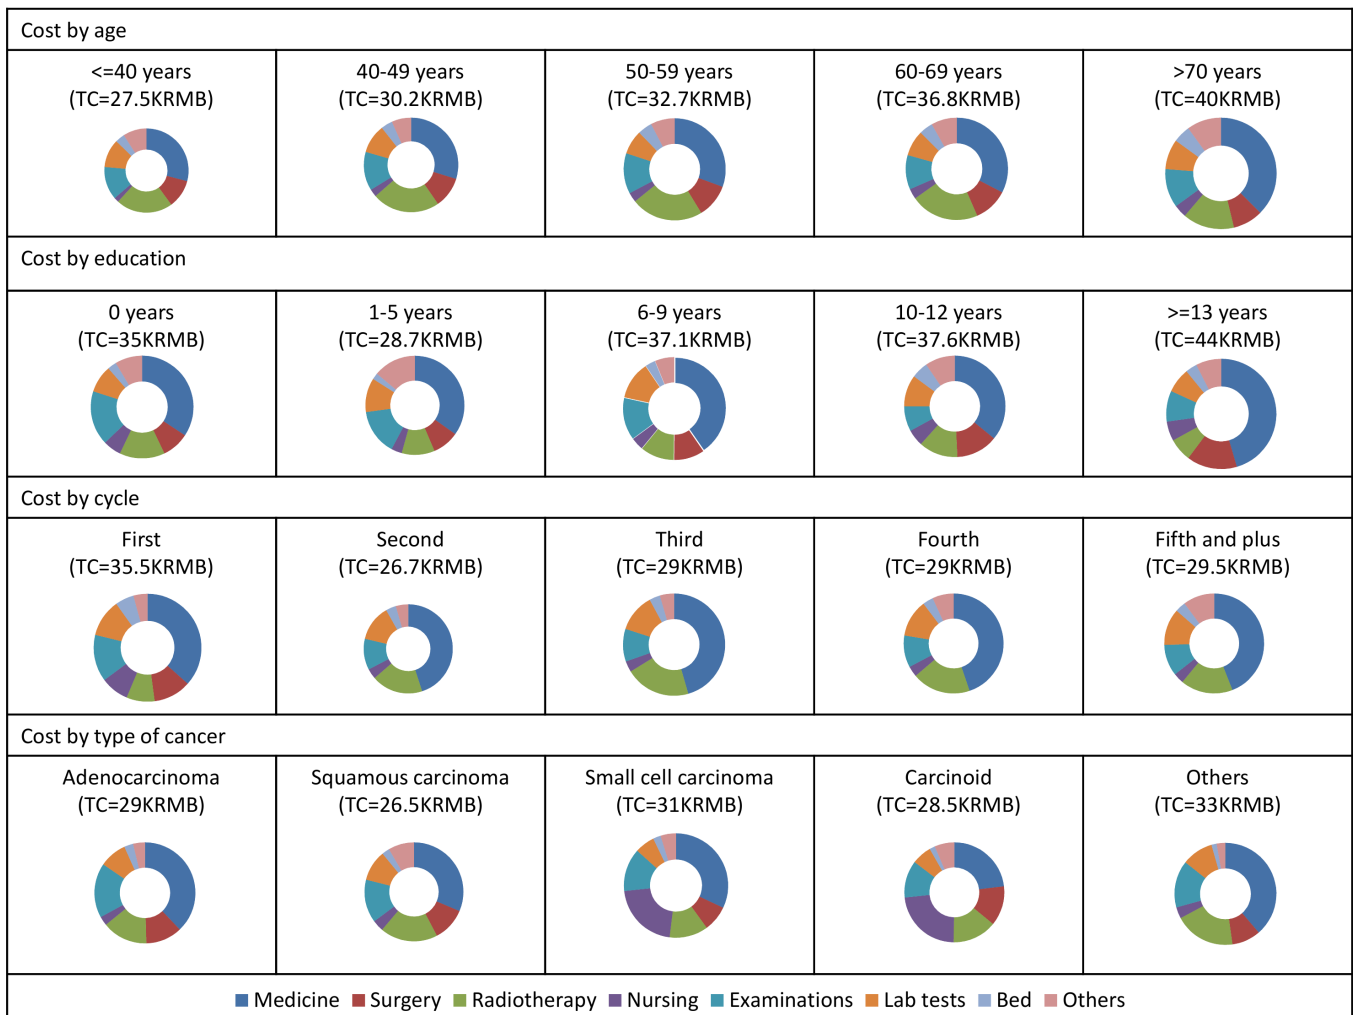 Cost by age
<=40 years
(TC=27.5KRMB)
40-49 years
(TC=30.2KRMB)
50-59 years
(TC=32.7KRMB)
60-69 years
(TC=36.8KRMB)
>70 years
(TC=40KRMB)
Cost by education
0 years
(TC=35KRMB)
1-5 years
(TC=28.7KRMB)
6-9 years
(TC=37.1KRMB)
10-12 years
(TC=37.6KRMB)
>=13 years
(TC=44KRMB)
Cost by cycle
First
(TC=35.5KRMB)
Second
(TC=26.7KRMB)
Third
(TC=29KRMB)
Fourth
(TC=29KRMB)
Fifth and plus
(TC=29.5KRMB)
Cost by type of cancer
Adenocarcinoma
(TC=29KRMB)
Squamous carcinoma
(TC=26.5KRMB)
Small cell carcinoma
(TC=31KRMB)
Carcinoid
(TC=28.5KRMB)
Others
(TC=33KRMB)
Medicine Surgery Radiotherapy Nursing Examinations Lab tests Bed Others